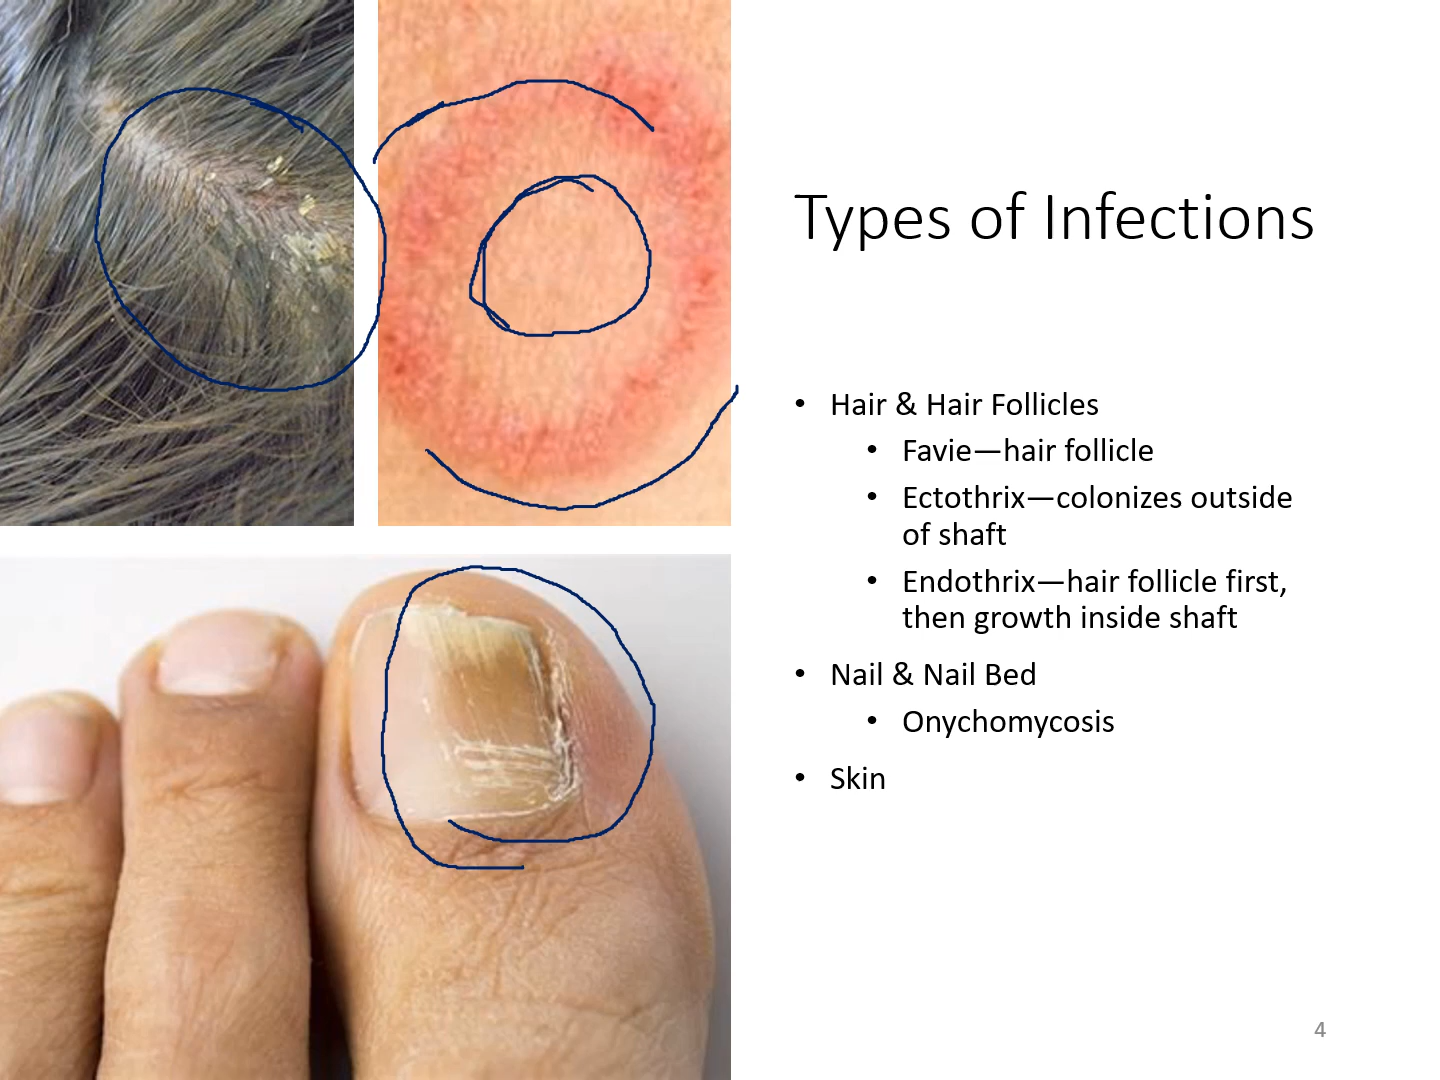 Types of Infections
• Hair & Hair Follicles
• Favie—hair follicle
• Ectothrix—colonizes outside
of shaft
• Endothrix—hair follicle first,
then growth inside shaft
• Nail & Nail Bed
• Onychomycosis
• Skin
4